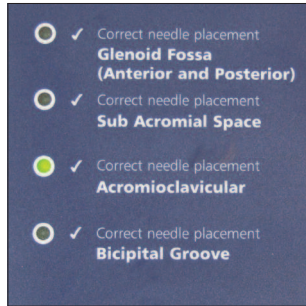 ✓ Correct needle placement
Glenoid Fossa
(Anterior and Posterior)
✓ Correct needle placement
Sub Acromial Space
✓ Correct needle placement
Acromioclavicular
✓ Correct needle placement
Bicipital Groove